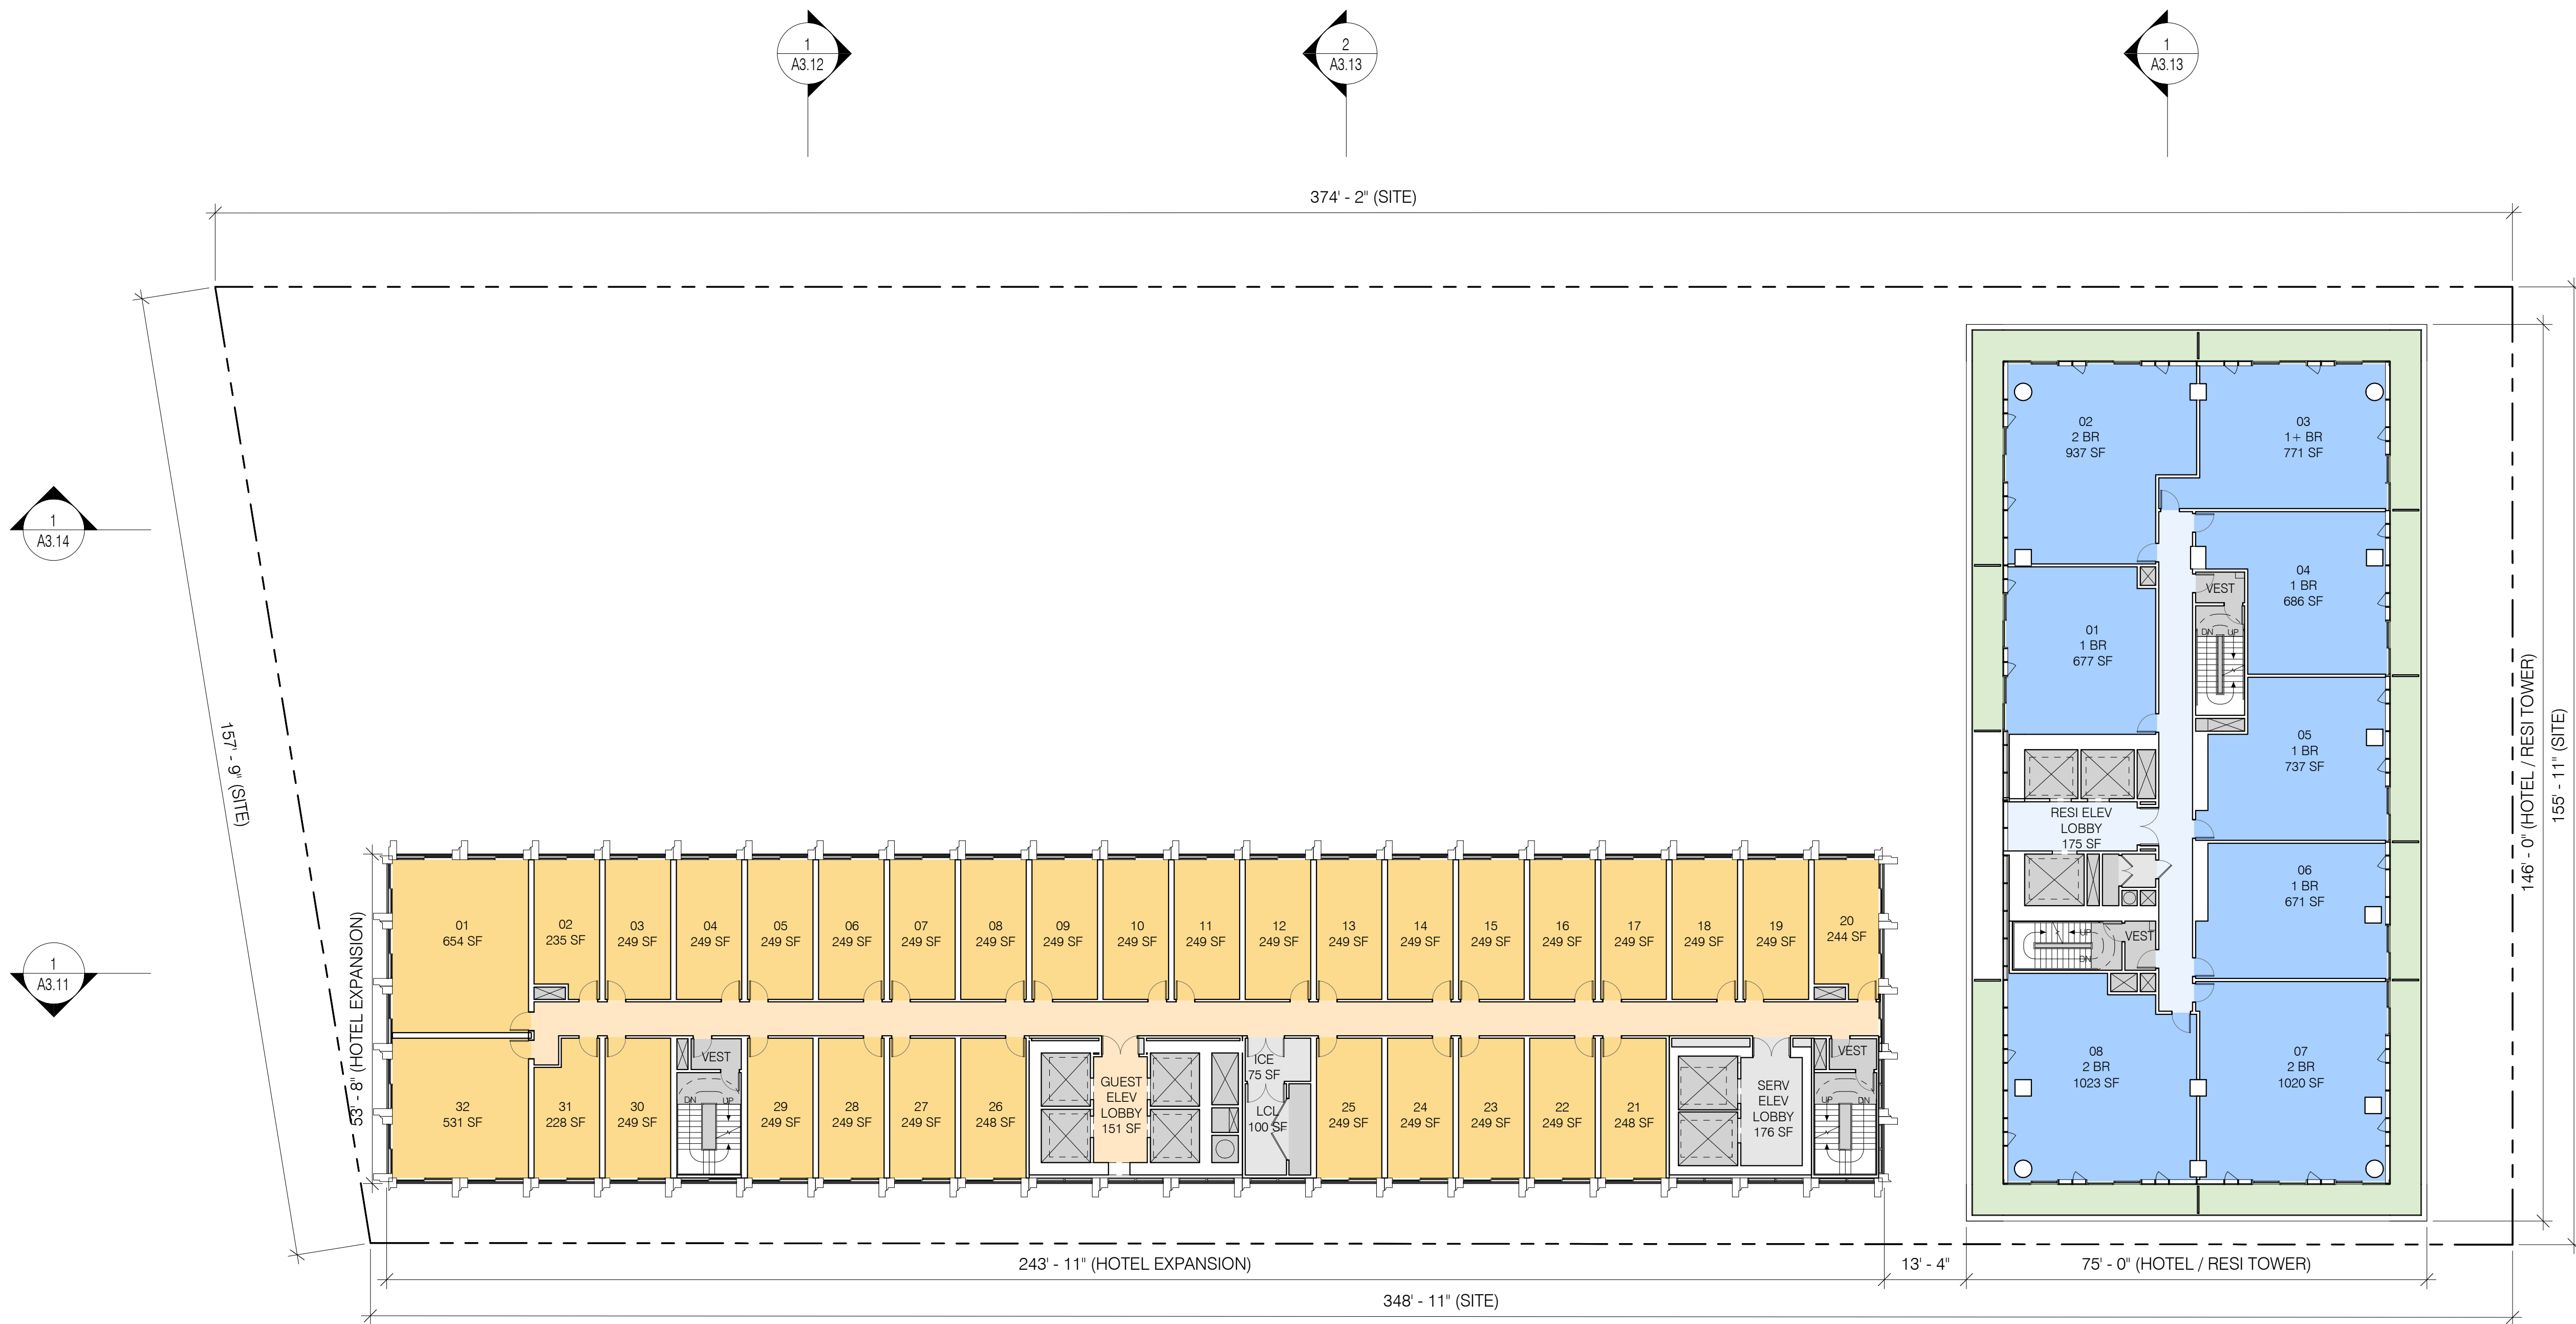 1
A3.12
2
A3.13
1
A3.13
374' - 2" (SITE)
1
A3.14
1
A3.11
157' - 9" (SITE)
53' - 8" (HOTEL EXPANSION)
01
654 SF
02
235 SF
03
249 SF
04
249 SF
05
249 SF
06
249 SF
07
249 SF
08
249 SF
09
249 SF
10
249 SF
11
249 SF
12
249 SF
13
249 SF
14
249 SF
15
249 SF
16
249 SF
17
249 SF
18
249 SF
19
249 SF
20
244 SF
32
531 SF
31
228 SF
30
249 SF
VEST
DN
UP
29
249 SF
28
249 SF
27
249 SF
26
248 SF
GUEST
ELEV
LOBBY
151 SF
ICE
75 SF
LCL
100 SF
25
249 SF
24
249 SF
23
249 SF
22
249 SF
21
248 SF
SERV
ELEV
LOBBY
176 SF
VEST
UP
DN
02
2 BR
937 SF
03
1+ BR
771 SF
04
1 BR
686 SF
VEST
DN
UP
01
1 BR
677 SF
05
1 BR
737 SF
RESI ELEV
LOBBY
175 SF
06
1 BR
671 SF
UP
VEST
DN
08
2 BR
1023 SF
07
2 BR
1020 SF
146' - 0" (HOTEL / RESI TOWER)
155' - 11" (SITE)
243' - 11" (HOTEL EXPANSION)
13' - 4"
75' - 0" (HOTEL / RESI TOWER)
348' - 11" (SITE)